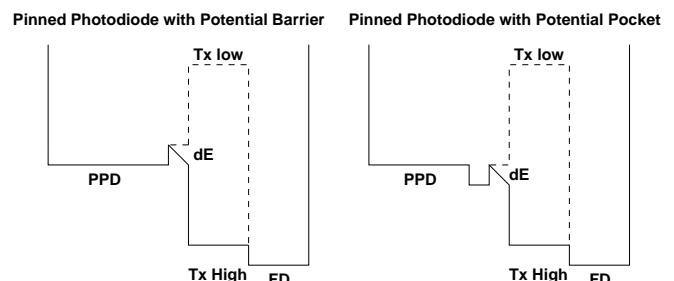 Pinned Photodiode with Potential Barrier
Pinned Photodiode with Potential Pocket
Tx low
Tx low
dE
dE
PPD
PPD
Tx High
FD
Tx High
FD